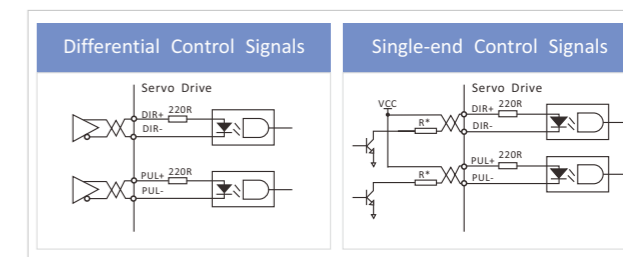 Differential Control Signals
Servo Drive
DIR+ 220R
DIR-
PUL+ 220R
PUL-
Single-end Control Signals
Servo Drive
VCC
DIR+ 220R
R*
DIR-
PUL+ 220R
R*
PUL-